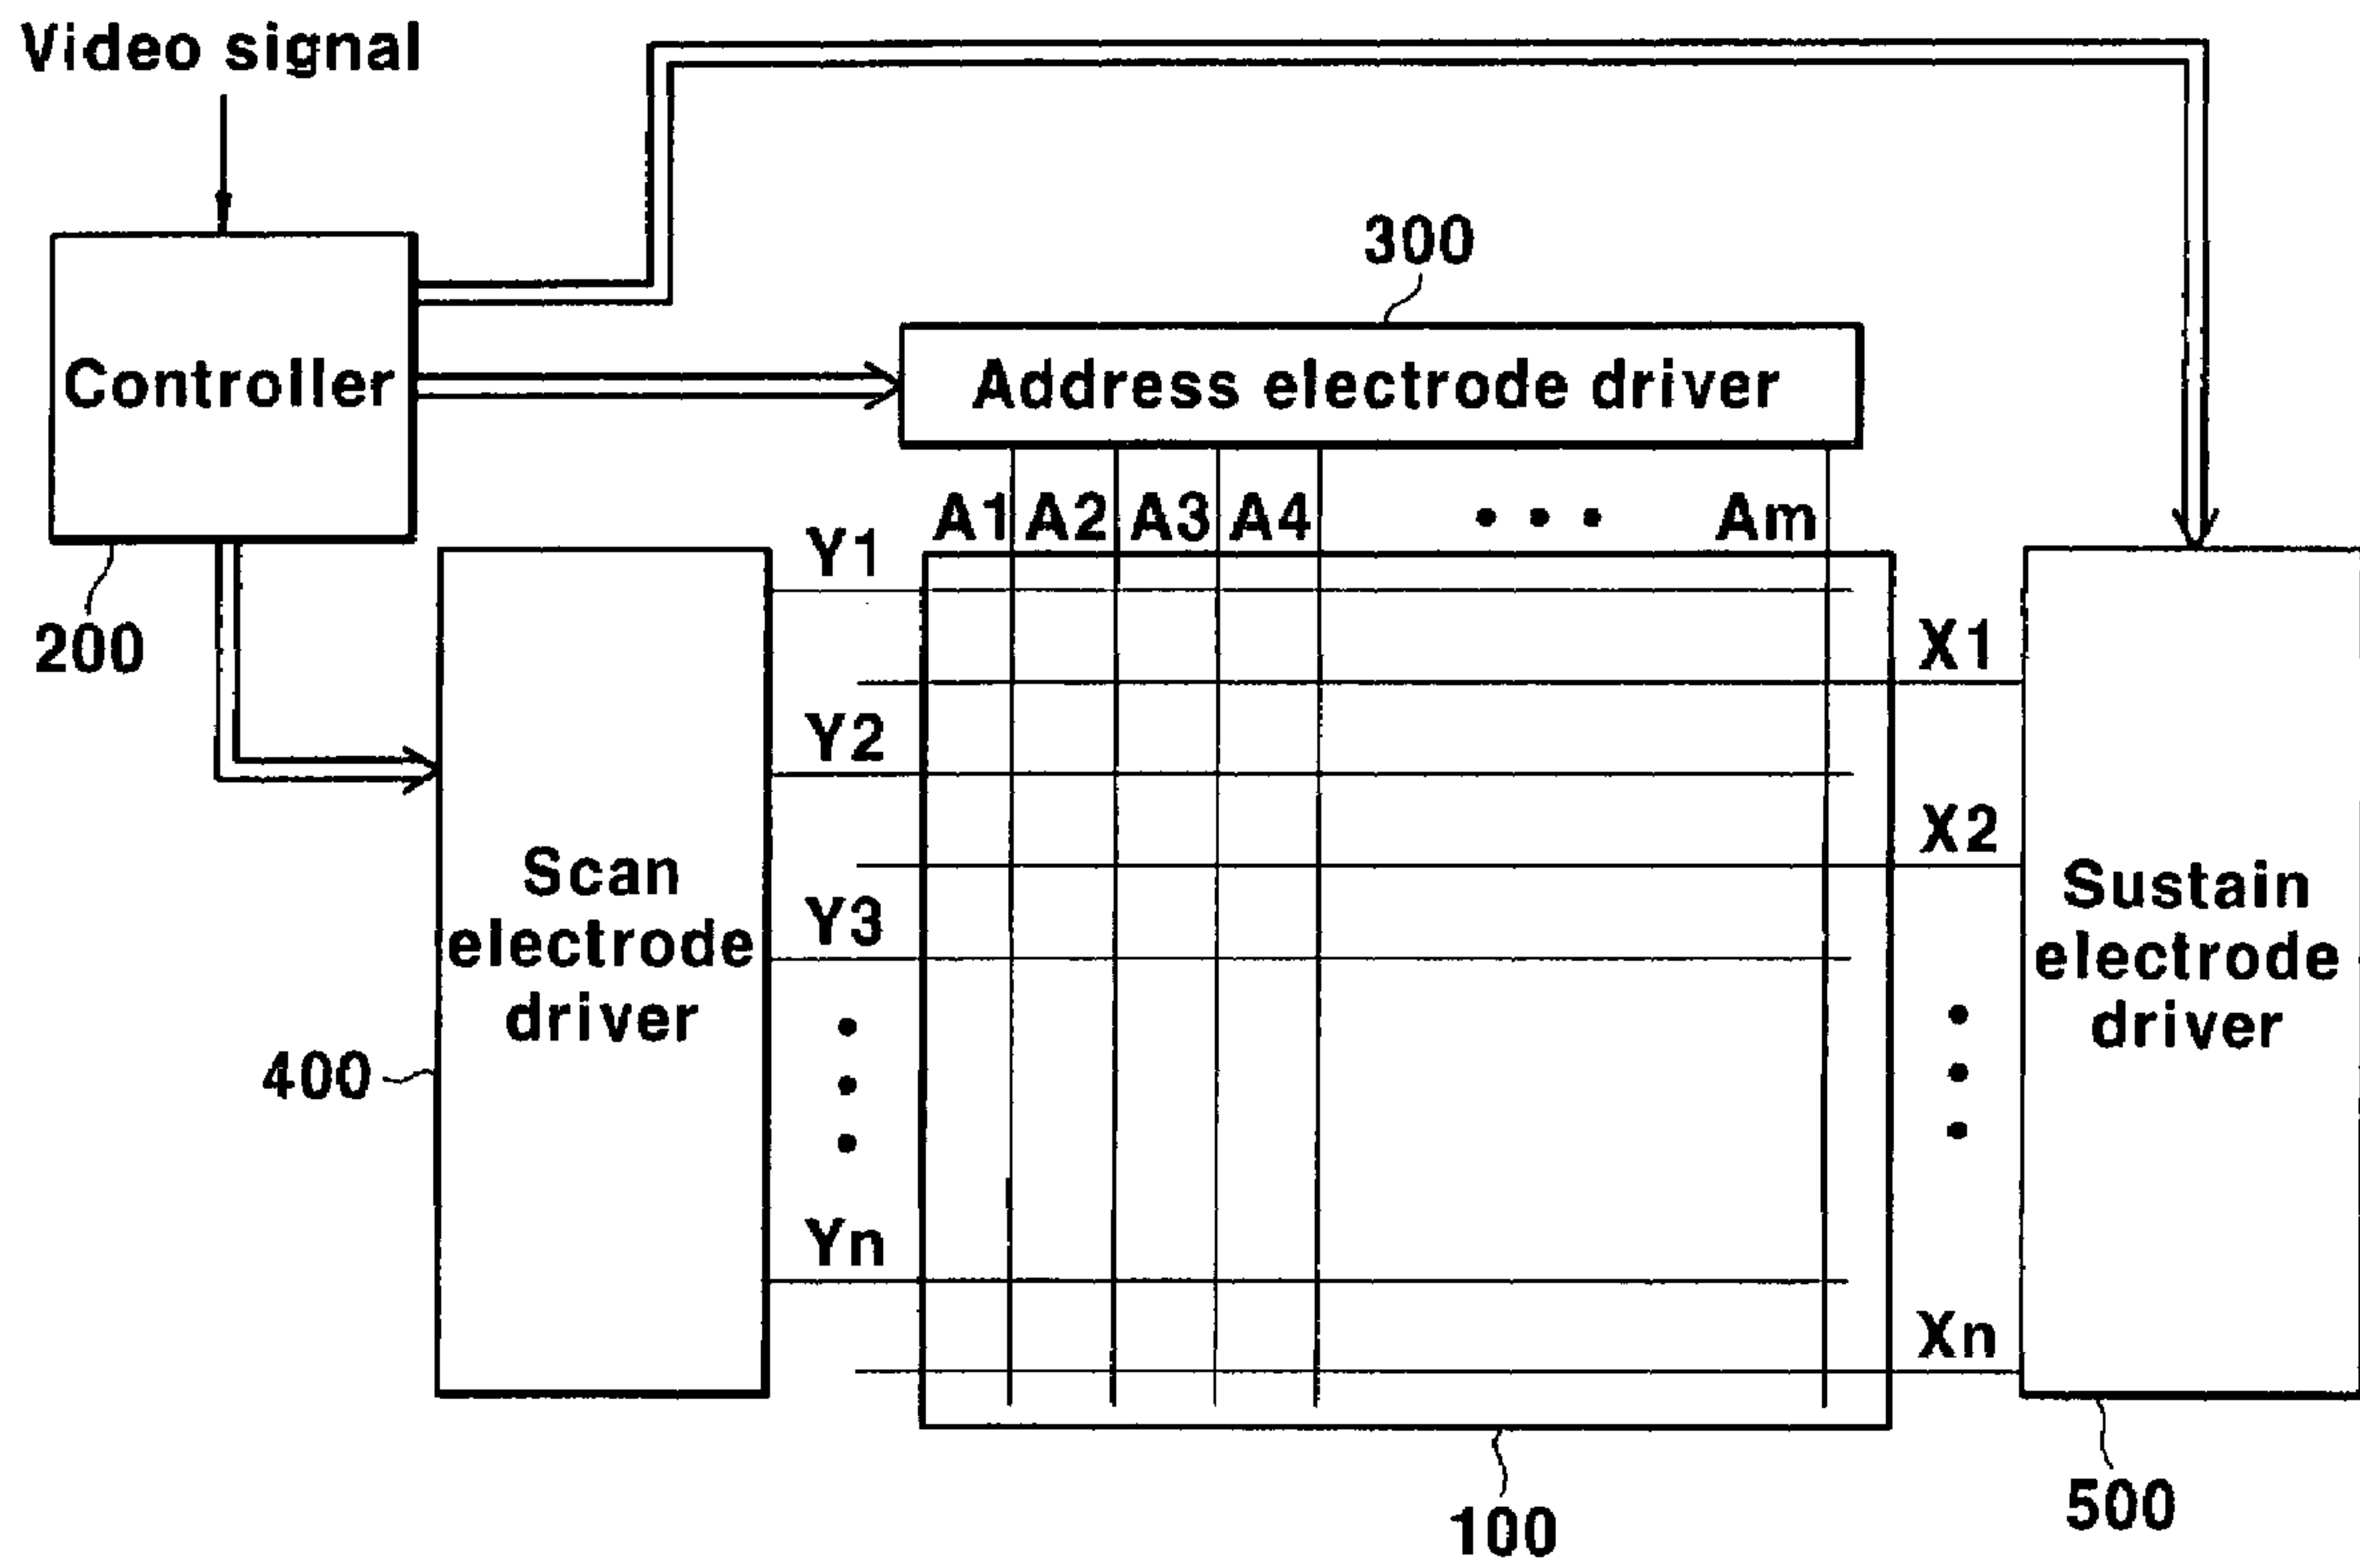 Video signal
300
Controller
Address electrode driver
A1 A2 A3 A4 • • • Am
Y1
200
X1
Y2
X2
Scan
electrode
driver
Y3
Sustain
electrode
driver
•
•
•
•
•
•
400
Yn
Xn
500
100